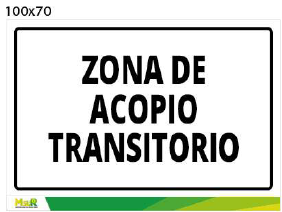 100x70
ZONA DE
ACOPIO
TRANSITORIO